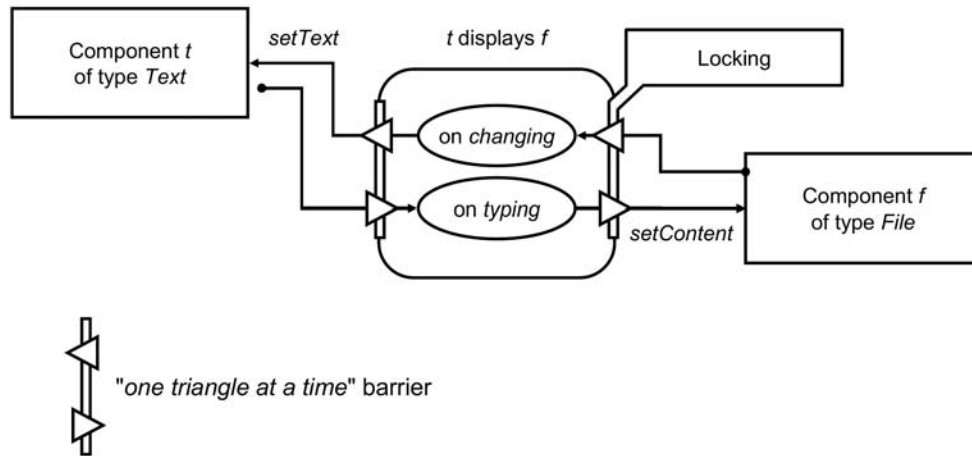 Component t
of type Text
setText
t displays f
Locking
on changing
on typing
setContent
Component f
of type File
"one triangle at a time" barrier